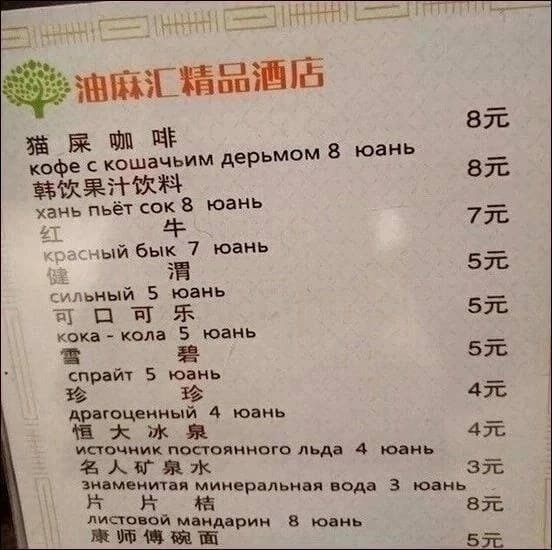 油麻汇精品酒店
猫屎咖啡 8元
кофе с кошачьим дерьмом 8 юань
韩饮果汁饮料 8元
хань пьёт сок 8 юань
红牛 7元
красный бык 7 юань
健渭 5元
сильный 5 юань
可口可乐 5元
кока - кола 5 юань
雪碧 5元
спрайт 5 юань
珍珍 4元
драгоценный 4 юань
恒大冰泉 4元
источник постоянного льда 4 юань
名人矿泉水 3元
знаменитая минеральная вода 3 юань
片片桔 8元
листовой мандарин 8 юань
康师傅碗面 5元